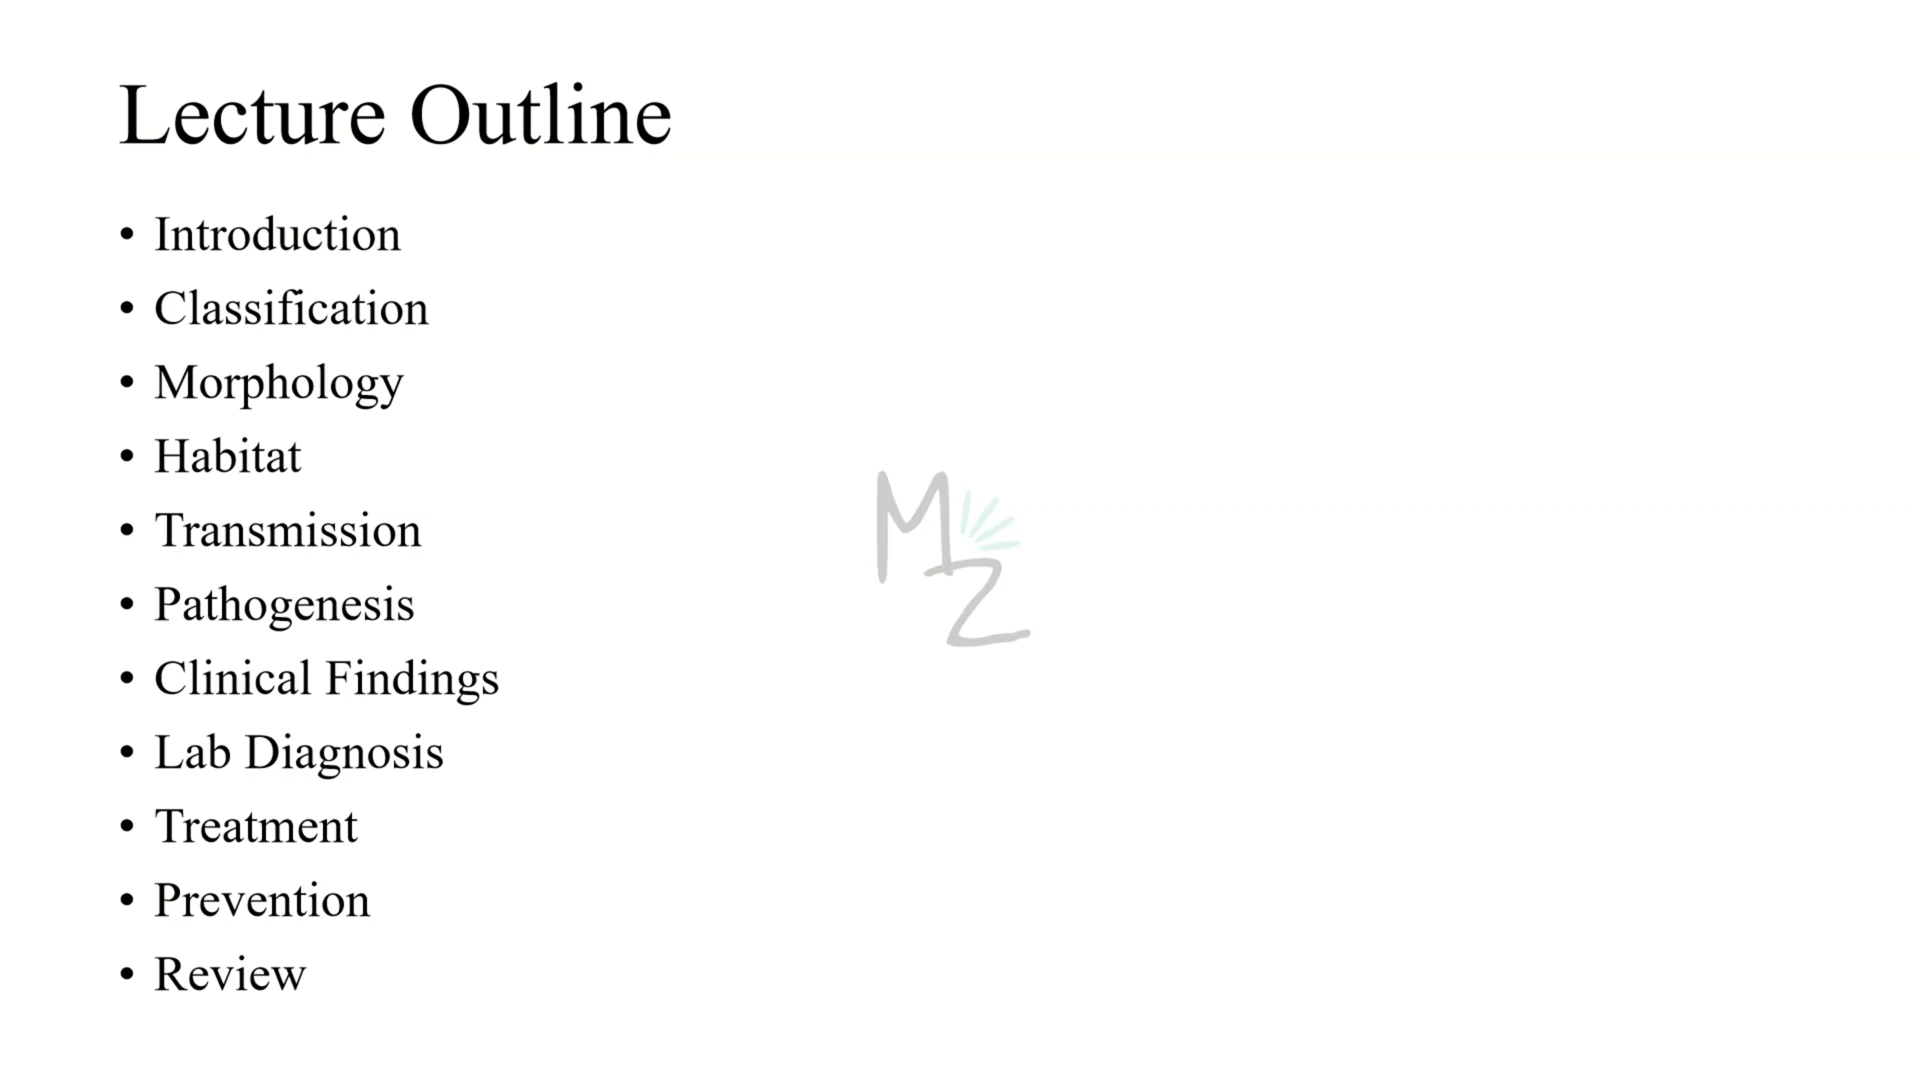 Lecture Outline
• Introduction
• Classification
• Morphology
• Habitat
• Transmission
• Pathogenesis
• Clinical Findings
• Lab Diagnosis
• Treatment
• Prevention
• Review
MZ